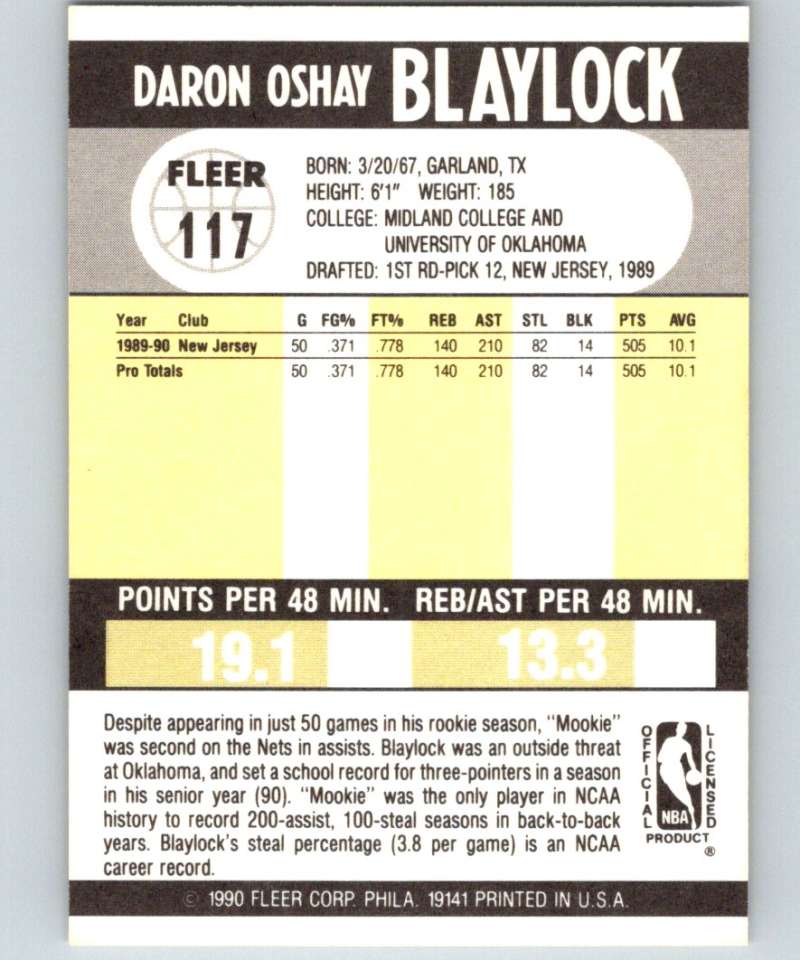 DARON OSHAY BLAYLOCK
FLEER
117
BORN: 3/20/67, GARLAND, TX
HEIGHT: 6'1" WEIGHT: 185
COLLEGE: MIDLAND COLLEGE AND
UNIVERSITY OF OKLAHOMA
DRAFTED: 1ST RD-PICK 12, NEW JERSEY, 1989
Year Club G FG% FT% REB AST STL BLK PTS AVG
1989-90 New Jersey 50 .371 .778 140 210 82 14 505 10.1
Pro Totals 50 .371 .778 140 210 82 14 505 10.1
POINTS PER 48 MIN. REB/AST PER 48 MIN.
19.1 13.3
Despite appearing in just 50 games in his rookie season, "Mookie"
was second on the Nets in assists. Blaylock was an outside threat
at Oklahoma, and set a school record for three-pointers in a season
in his senior year (90). "Mookie" was the only player in NCAA
history to record 200-assist, 100-steal seasons in back-to-back
years. Blaylock's steal percentage (3.8 per game) is an NCAA
career record.
OFFICIAL
NBA
LICENSED
PRODUCT
®
© 1990 FLEER CORP. PHILA. 19141 PRINTED IN U.S.A.